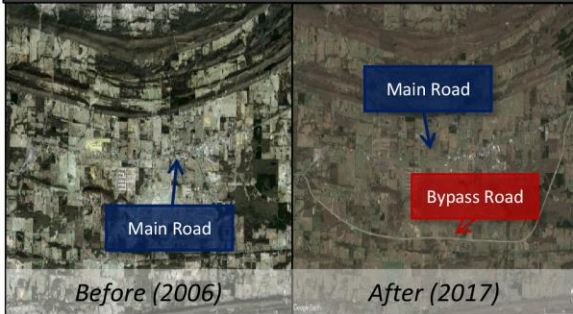 Main Road
Before (2006)
Main Road
Bypass Road
After (2017)